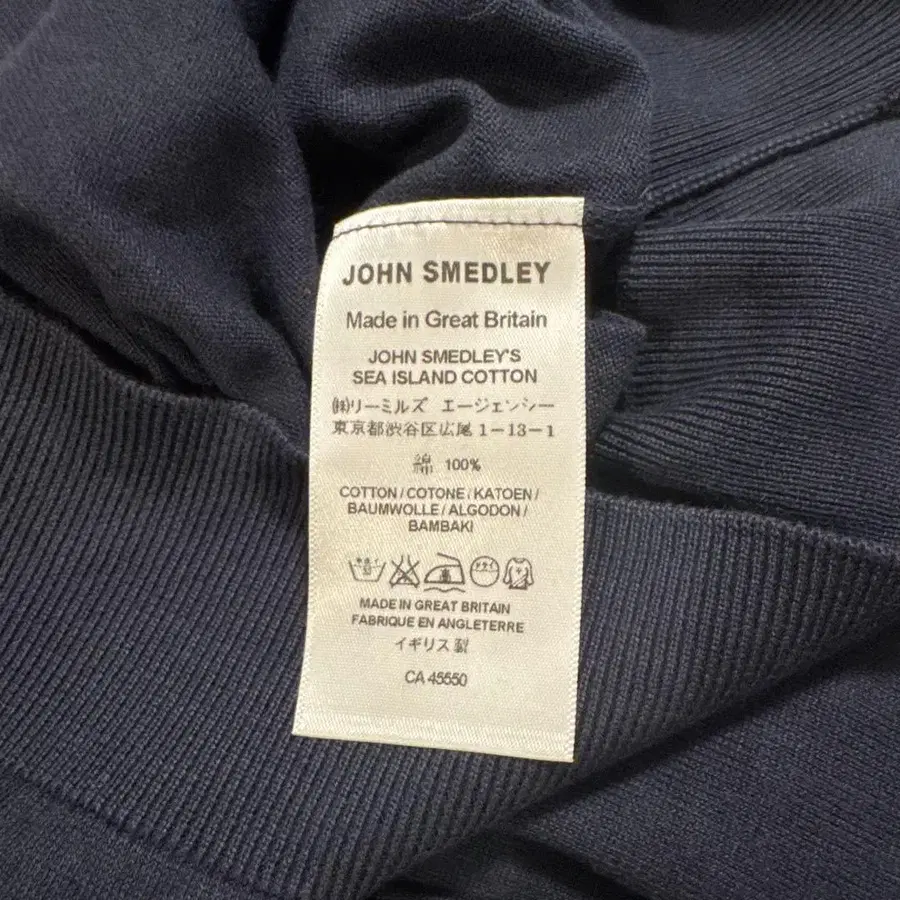 JOHN SMEDLEY
Made in Great Britain
JOHN SMEDLEY'S
SEA ISLAND COTTON
㈱リーミルズ エージェンシー
東京都渋谷区広尾1-13-1
綿 100%
COTTON / COTONE / KATOEN /
BAUMWOLLE / ALGODON /
BAMBAKI
MADE IN GREAT BRITAIN
FABRIQUE EN ANGLETERRE
イギリス製
CA 45550